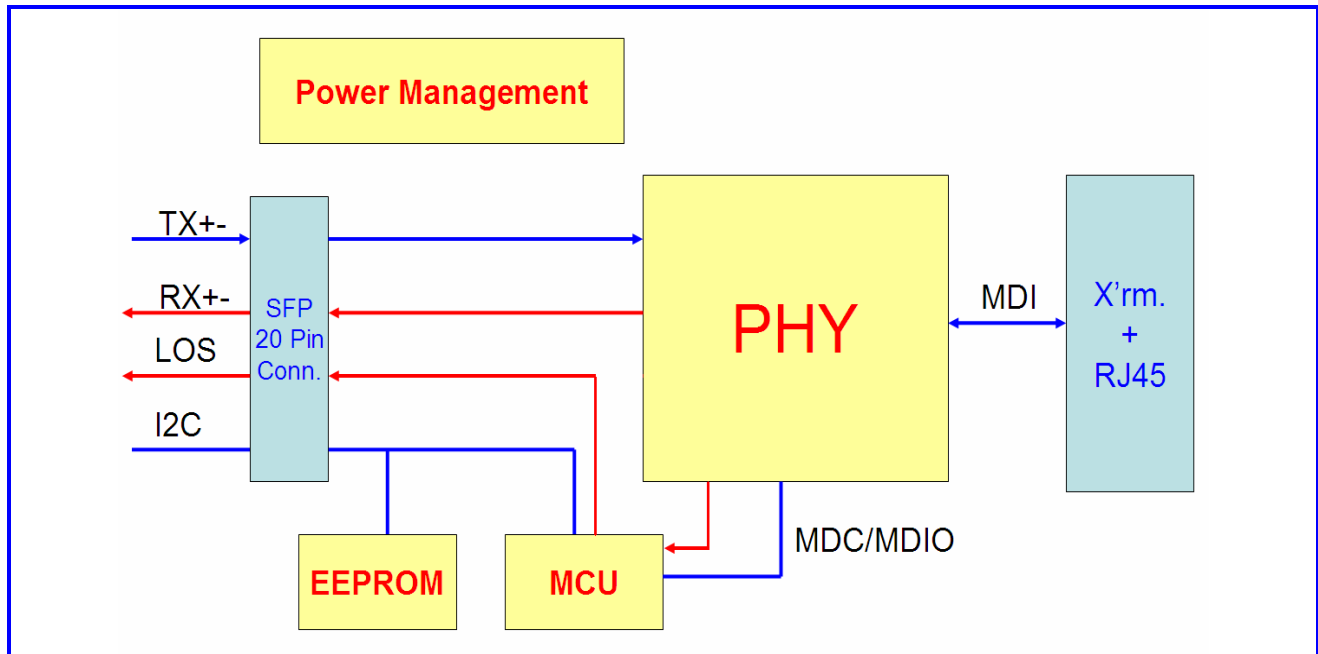 Power Management
TX+-
RX+-
LOS
I2C
SFP
20 Pin
Conn.
PHY
MDI
X'rm.
+
RJ45
MDC/MDIO
EEPROM
MCU